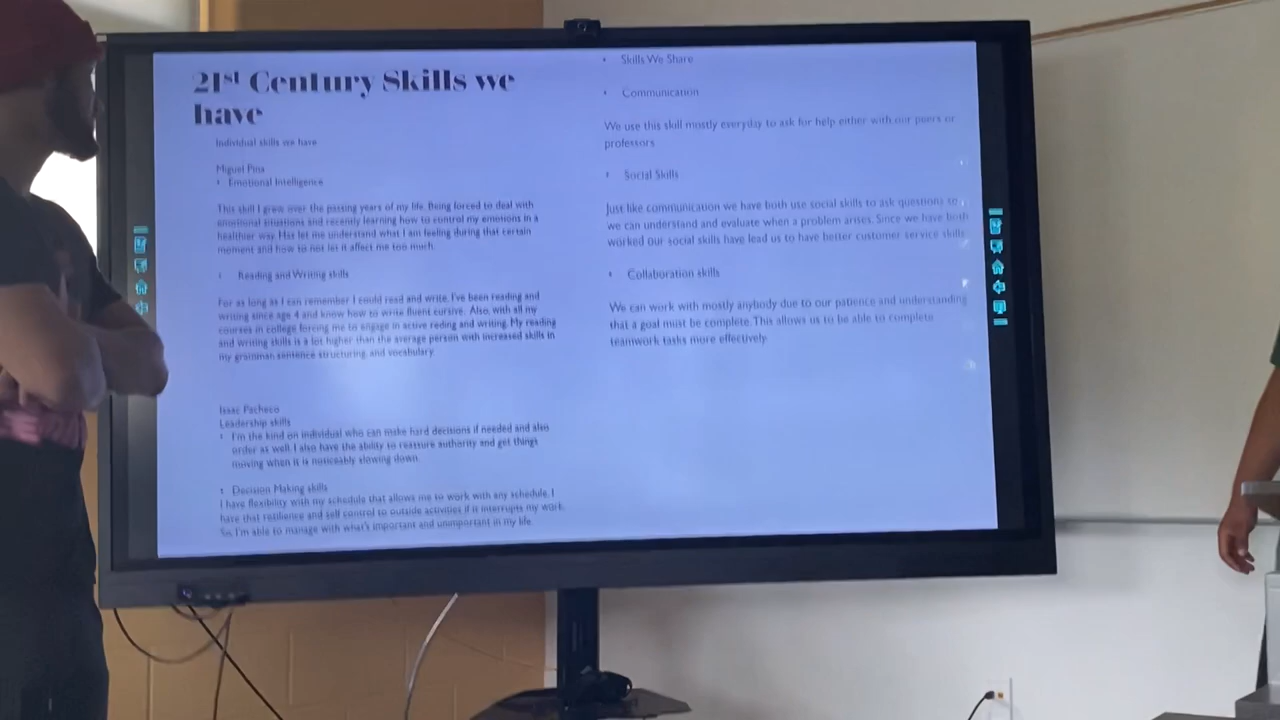 21st Century Skills we
have
Individual skills we have
Miguel Pina
• Emotional Intelligence
This skill I grew over the passing years of my life. Being forced to deal with
emotional situations and recently learning how to control my emotions in a
healthier way. Has let me understand what I am feeling during that certain
moment and how to not let it affect me too much.
• Reading and Writing skills
For as long as I can remember I could read and write. I've been reading and
writing since age 4 and know how to write fluent cursive. Also, with all my
courses in college forcing me to engage in active reding and writing. My reading
and writing skills is a lot higher than the average person with increased skills in
my grammar, sentence structuring, and vocabulary.
Isaac Pacheco
Leadership skills
• I'm the kind on individual who can make hard decisions if needed and also
order as well. I also have the ability to reassure authority and get things
moving when it is noticeably slowing down.
• Decision Making skills
I have flexibility with my schedule that allows me to work with any schedule. I
have that resilience and self control to outside activities if it interrupts my work.
So, I'm able to manage with what's important and unimportant in my life.
• Skills We Share
• Communication
We use this skill mostly everyday to ask for help either with our peers or
professors
• Social Skills
Just like communication we have both use social skills to ask questions so
we can understand and evaluate when a problem arises. Since we have both
worked our social skills have lead us to have better customer service skills
• Collaboration skills
We can work with mostly anybody due to our patience and understanding
that a goal must be complete. This allows us to be able to complete
teamwork tasks more effectively.